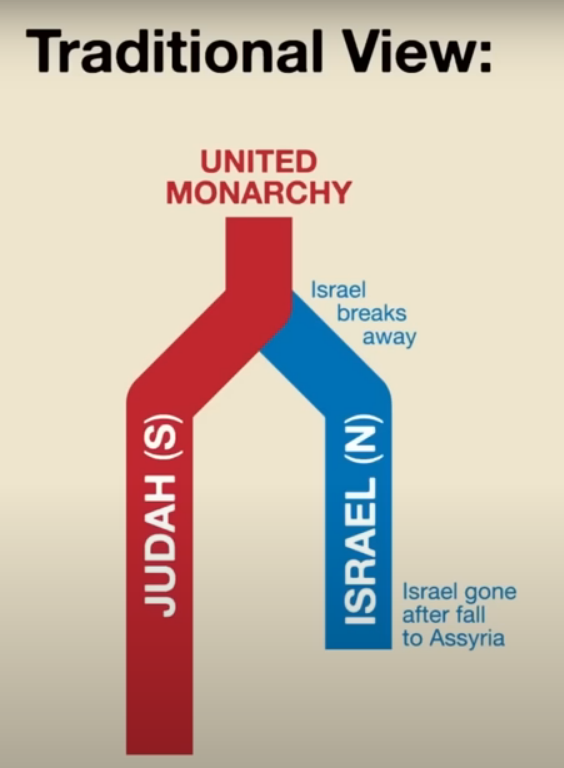 Traditional View:
UNITED
MONARCHY
Israel
breaks
away
JUDAH (S)
ISRAEL (N)
Israel gone
after fall
to Assyria